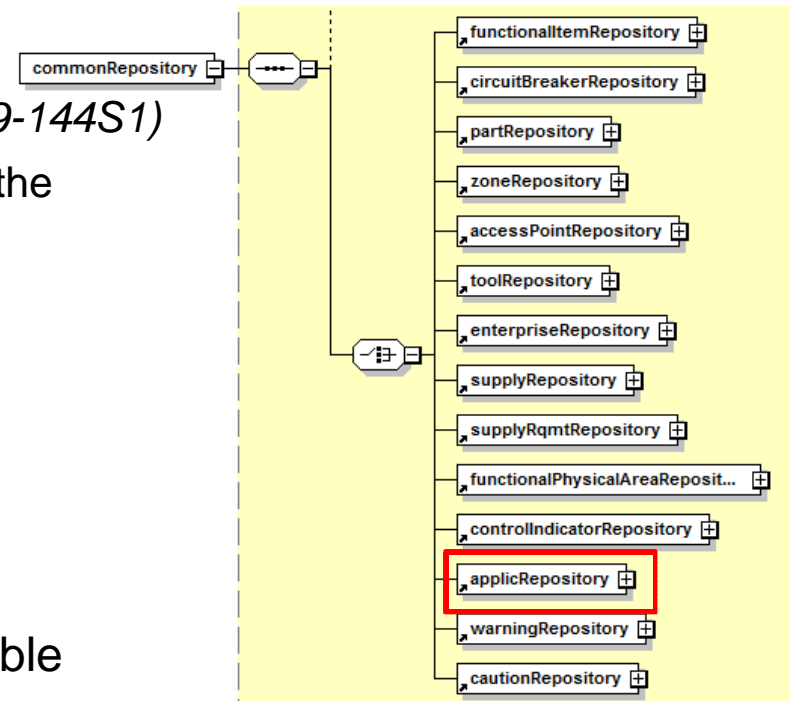 functionalItemRepository
commonRepository
circuitBreakerRepository
9-144S1)
partRepository
the
zoneRepository
accessPointRepository
toolRepository
enterpriseRepository
supplyRepository
supplyRqmtRepository
functionalPhysicalAreaReposit...
controlIndicatorRepository
applicRepository
warningRepository
ble
cautionRepository